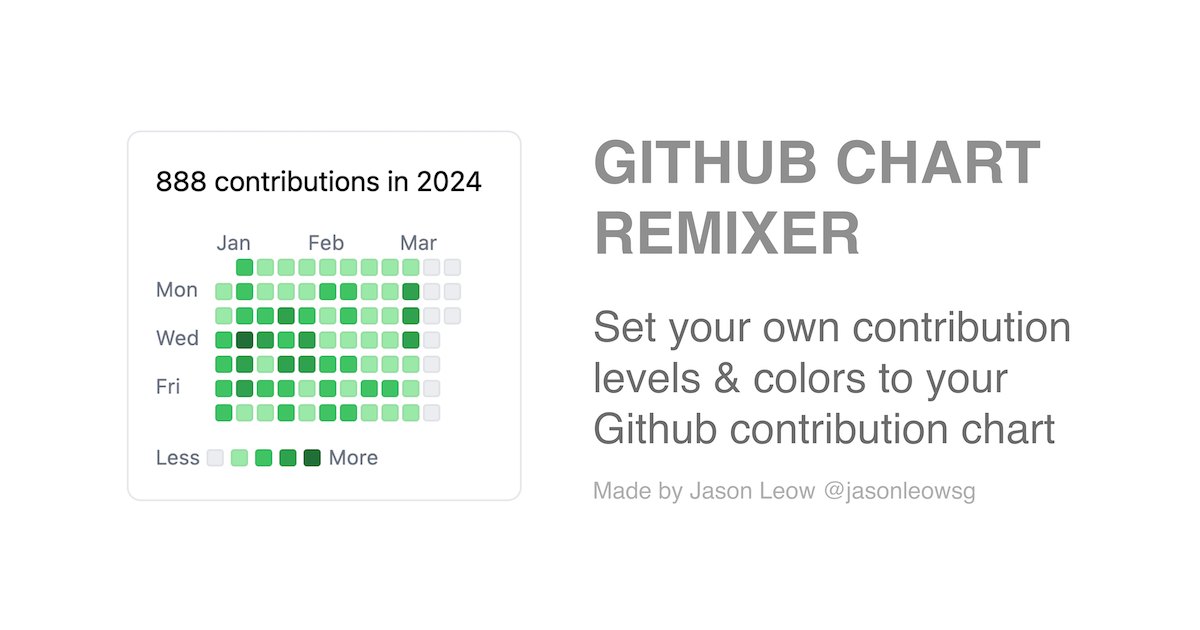 888 contributions in 2024
Jan Feb Mar
Mon
Wed
Fri
Less More
GITHUB CHART
REMIXER
Set your own contribution
levels & colors to your
Github contribution chart
Made by Jason Leow @jasonleowsg